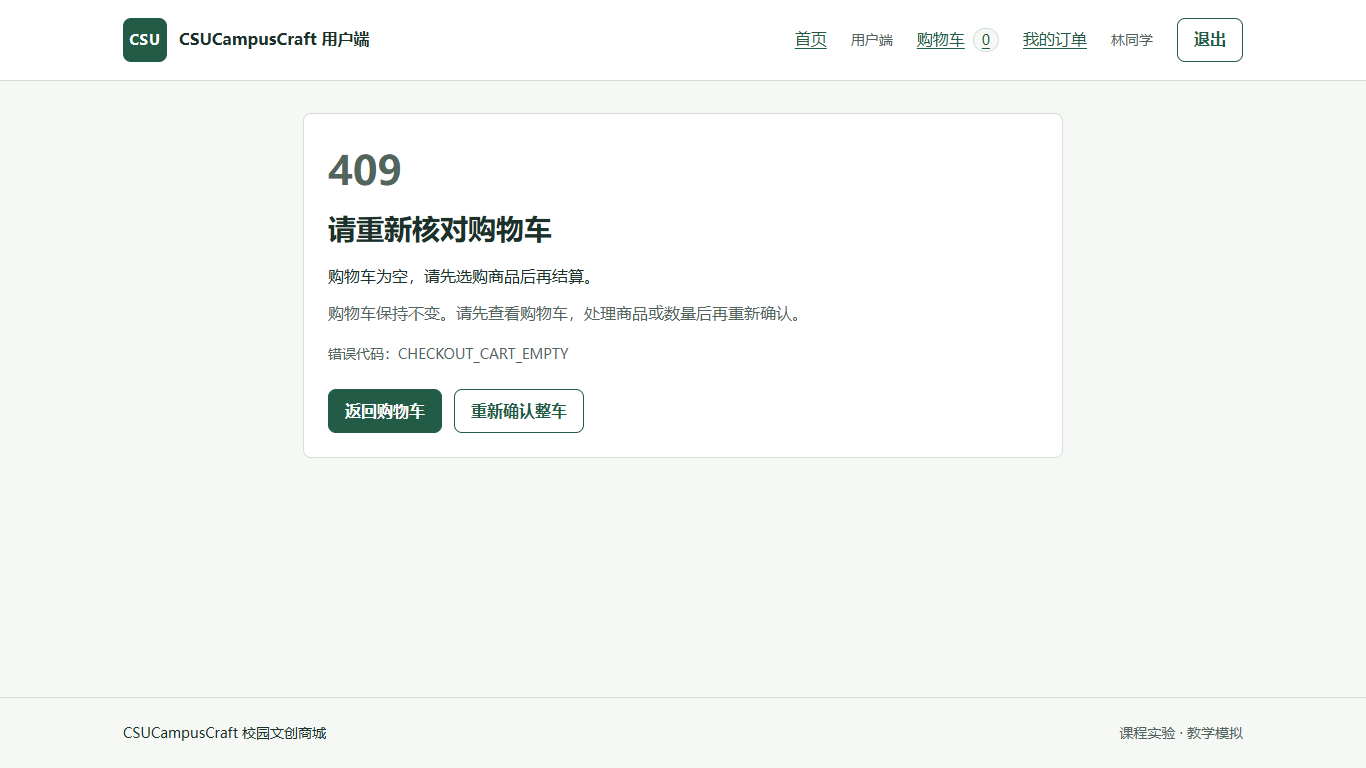 CSU CSUCampusCraft 用户端 首页 用户端 购物车 0 我的订单 林同学 退出
409
请重新核对购物车
购物车为空，请先选购商品后再结算。
购物车保持不变。请先查看购物车，处理商品或数量后再重新确认。
错误代码：CHECKOUT_CART_EMPTY
返回购物车 重新确认整车
CSUCampusCraft 校园文创商城 课程实验 · 教学模拟